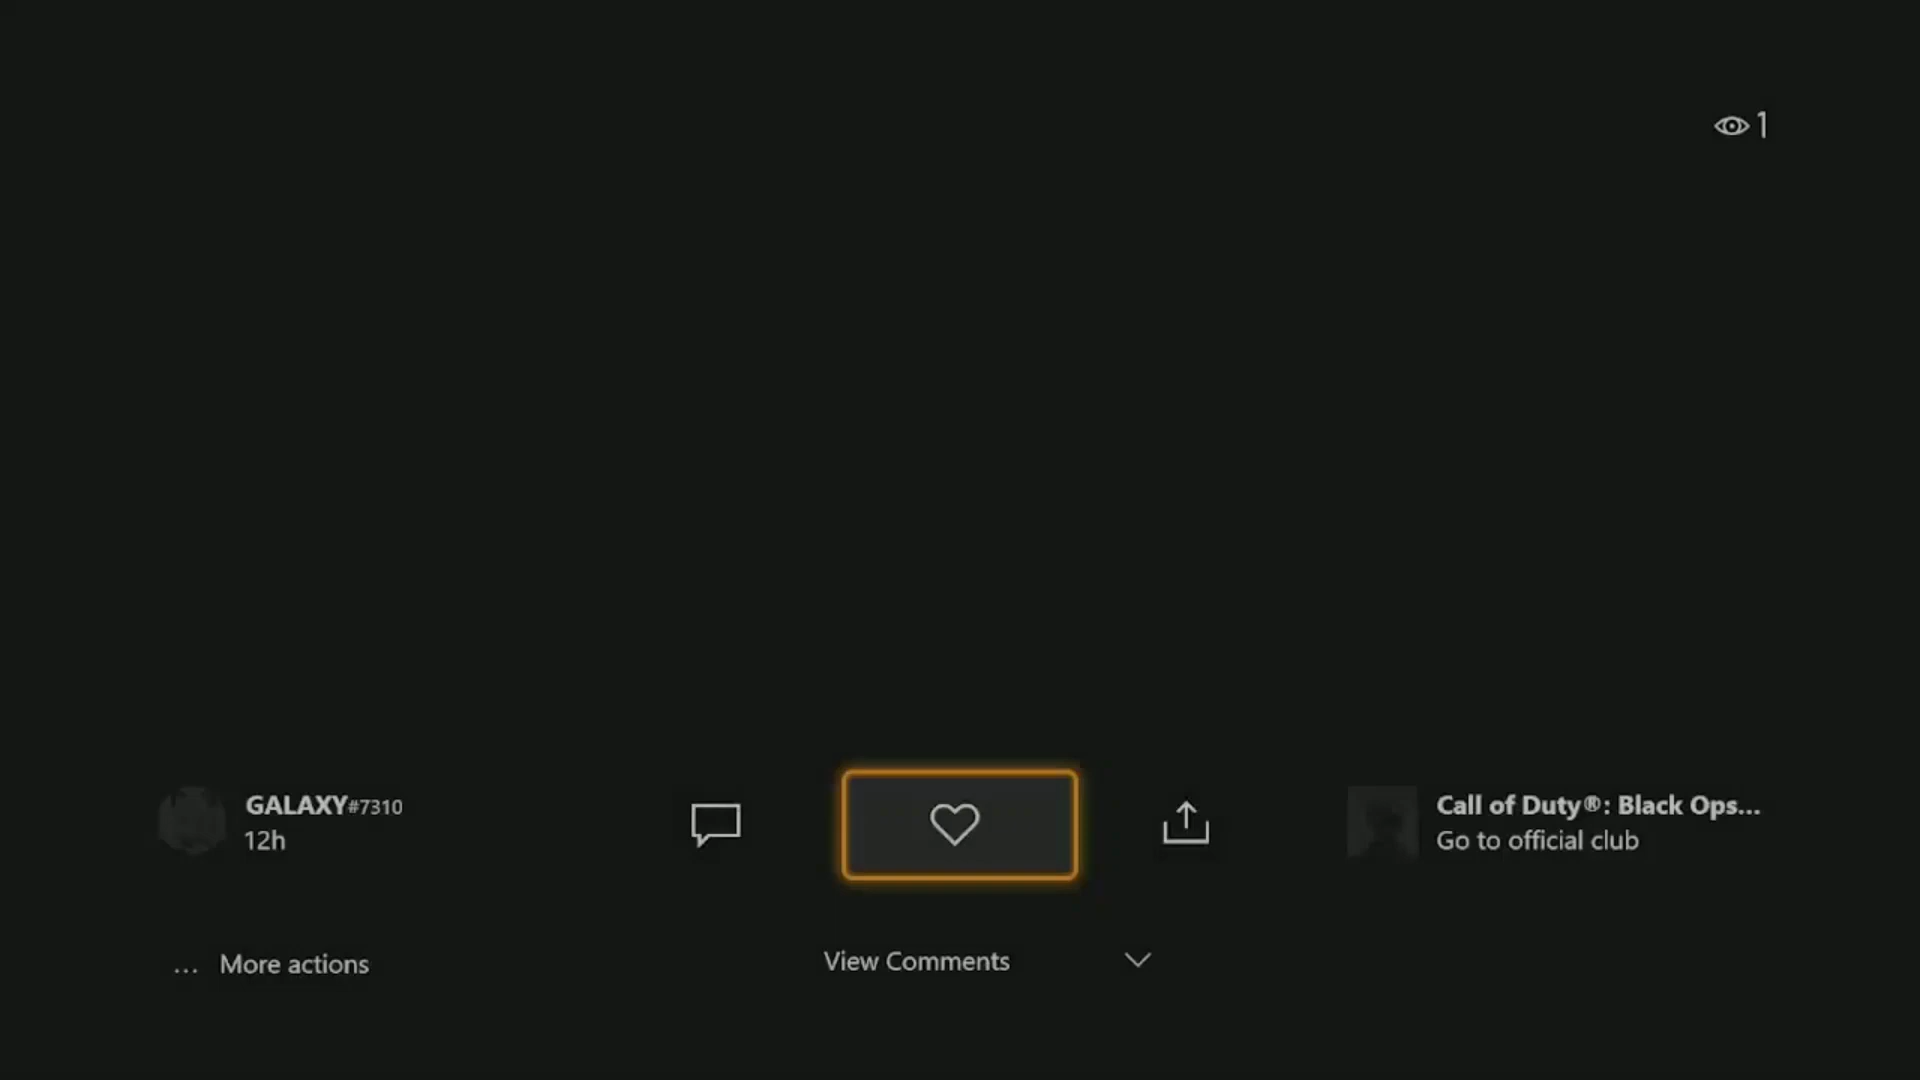 1
GALAXY#7310
12h
Call of Duty®: Black Ops...
Go to official club
... More actions
View Comments